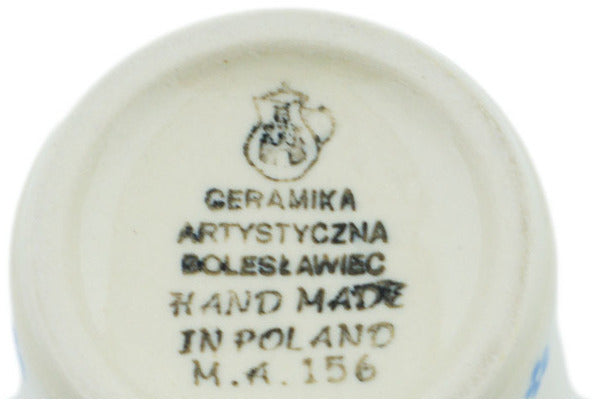 CERAMIKA
ARTYSTYCZNA
BOLESŁAWIEC
HAND MADE
IN POLAND
M.A.156